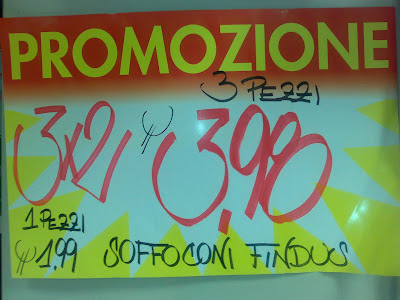 PROMOZIONE
3 PEZZI
3x2 € 3,98
1 PEZZI
€ 1.99 SOFFOCONI FINDUS